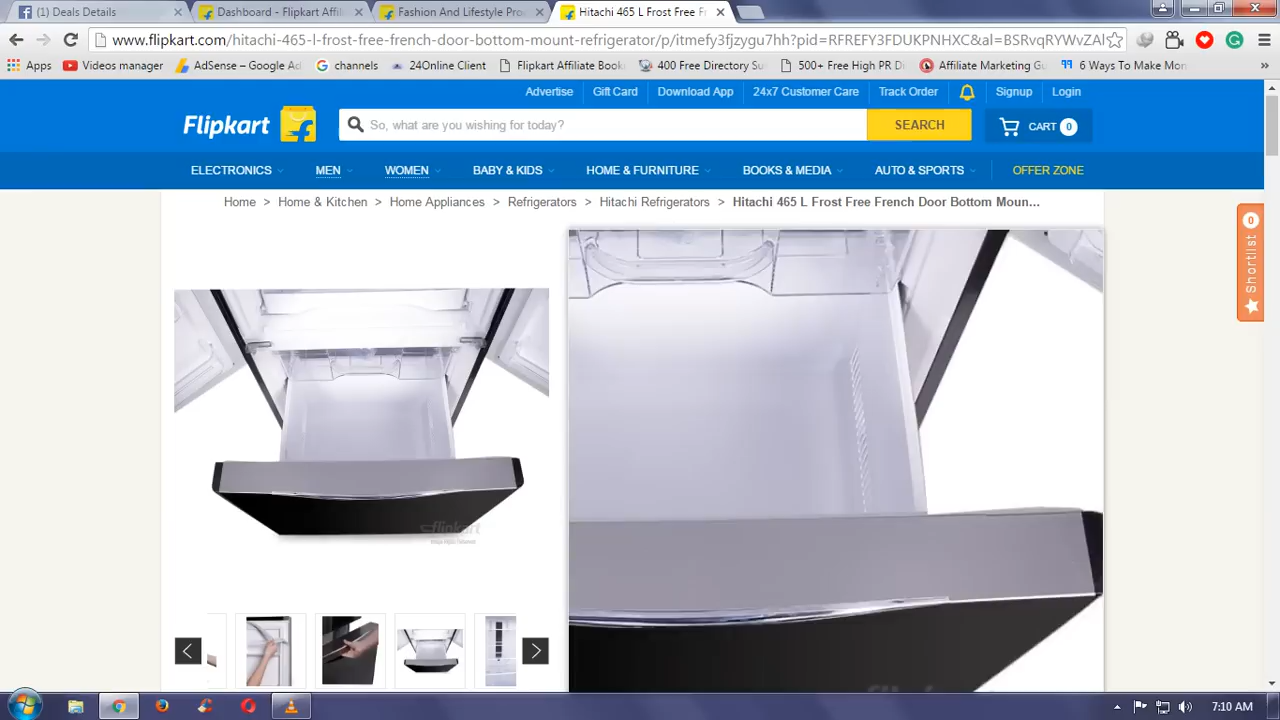 (1) Deals Details
Dashboard - Flipkart Affil
Fashion And Lifestyle Pro
Hitachi 465 L Frost Free F
www.flipkart.com/hitachi-465-l-frost-free-french-door-bottom-mount-refrigerator/p/itmefy3fjzygu7hh?pid=RFREFY3FDUKPNHXC&al=BSRvqRYWvZAl
Apps
Videos manager
AdSense – Google Ad
channels
24Online Client
Flipkart Affiliate Book
400 Free Directory Su
500+ Free High PR Di
Affiliate Marketing Gu
6 Ways To Make Mon
»
Advertise
Gift Card
Download App
24x7 Customer Care
Track Order
Signup
Login
Flipkart
So, what are you wishing for today?
SEARCH
CART 0
ELECTRONICS
MEN
WOMEN
BABY & KIDS
HOME & FURNITURE
BOOKS & MEDIA
AUTO & SPORTS
OFFER ZONE
Home > Home & Kitchen > Home Appliances > Refrigerators > Hitachi Refrigerators > Hitachi 465 L Frost Free French Door Bottom Moun...
0
Shortlist
flipkart
7:10 AM